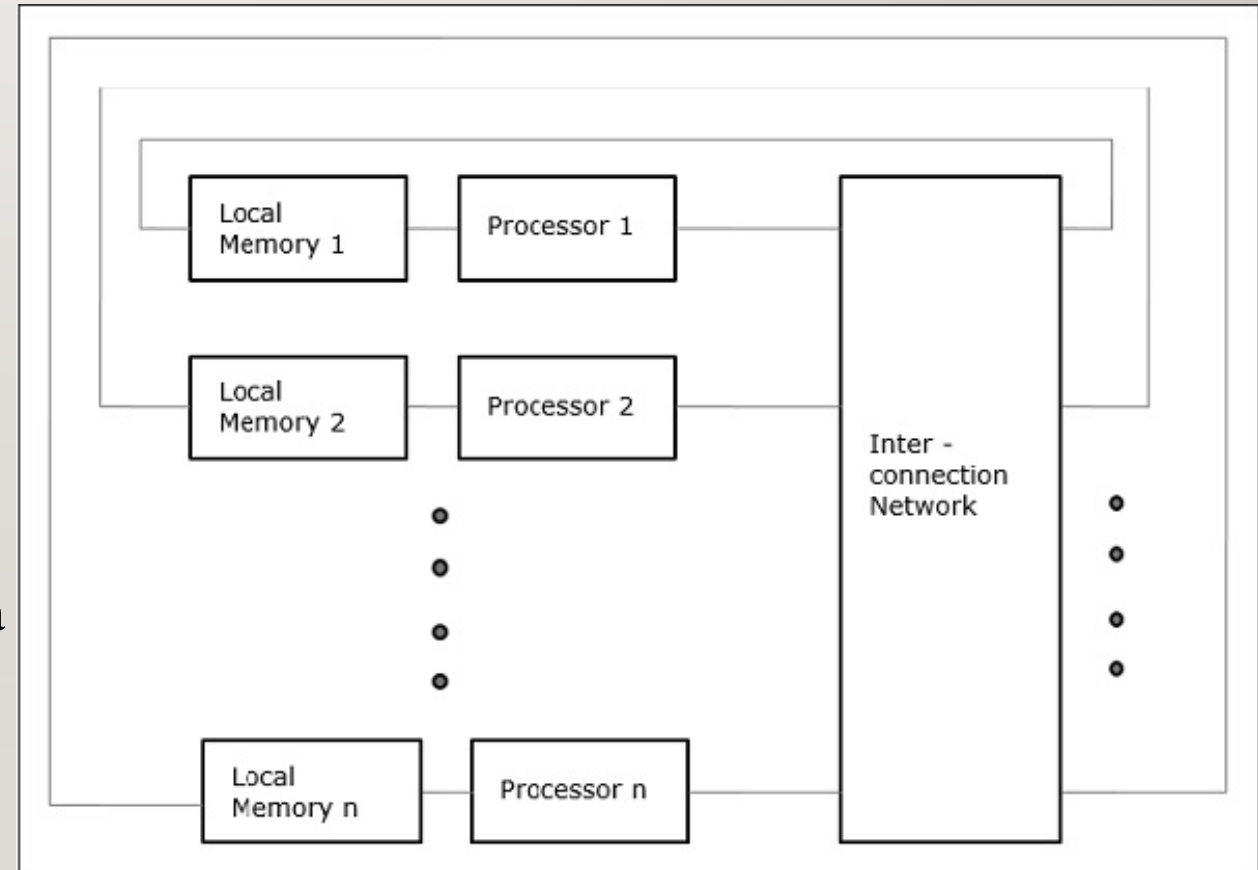 Local
Memory 1
Processor 1
Local
Memory 2
Processor 2
Inter -
connection
Network
a
Local
Memory n
Processor n